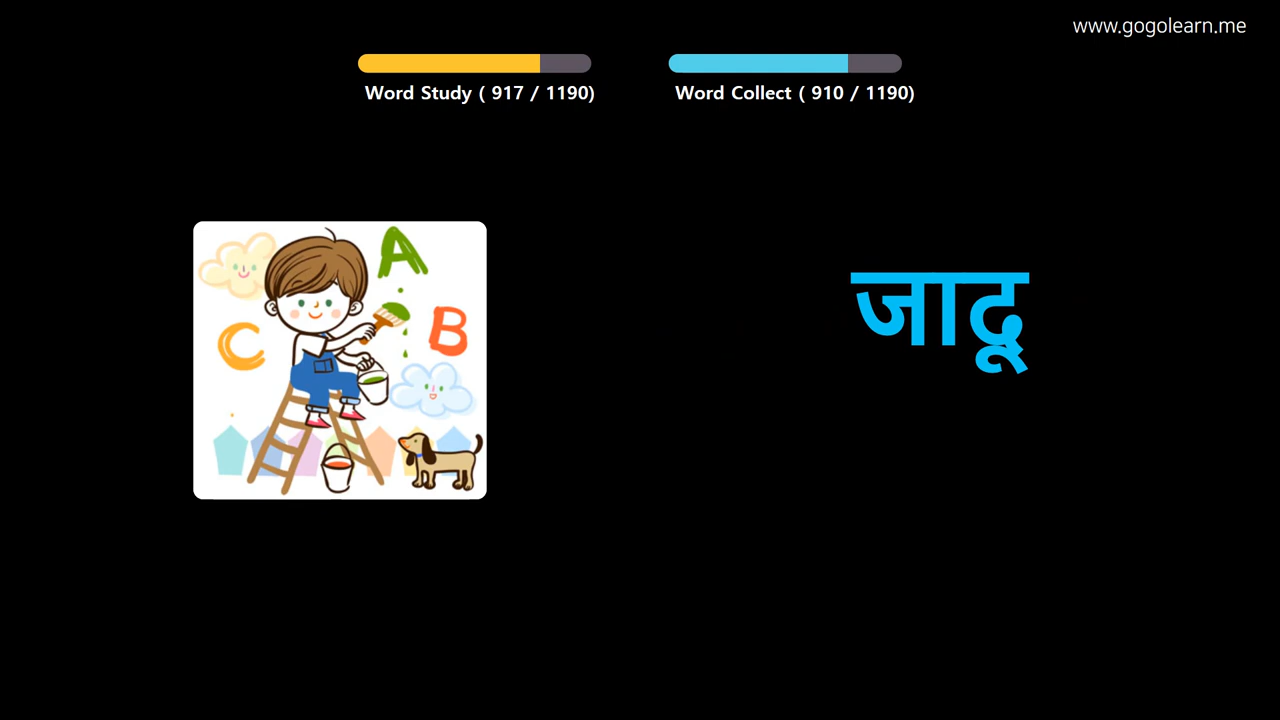 www.gogolearn.me
Word Study ( 917 / 1190)
Word Collect ( 910 / 1190)
A
B
C
जादू